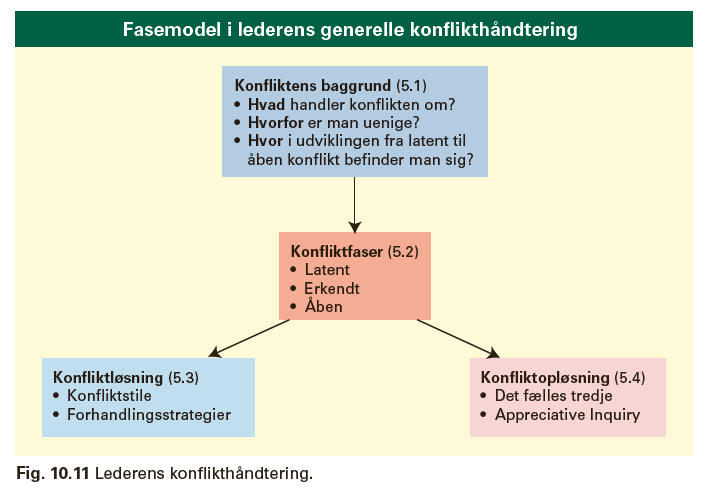 Fasemodel i lederens generelle konflikthåndtering
Konfliktens baggrund (5.1)
• Hvad handler konflikten om?
• Hvorfor er man uenige?
• Hvor i udviklingen fra latent til
åben konflikt befinder man sig?
Konfliktfaser (5.2)
• Latent
• Erkendt
• Åben
Konfliktløsning (5.3)
• Konfliktstile
• Forhandlingsstrategier
Konfliktopløsning (5.4)
• Det fælles tredje
• Appreciative Inquiry
Fig. 10.11 Lederens konflikthåndtering.